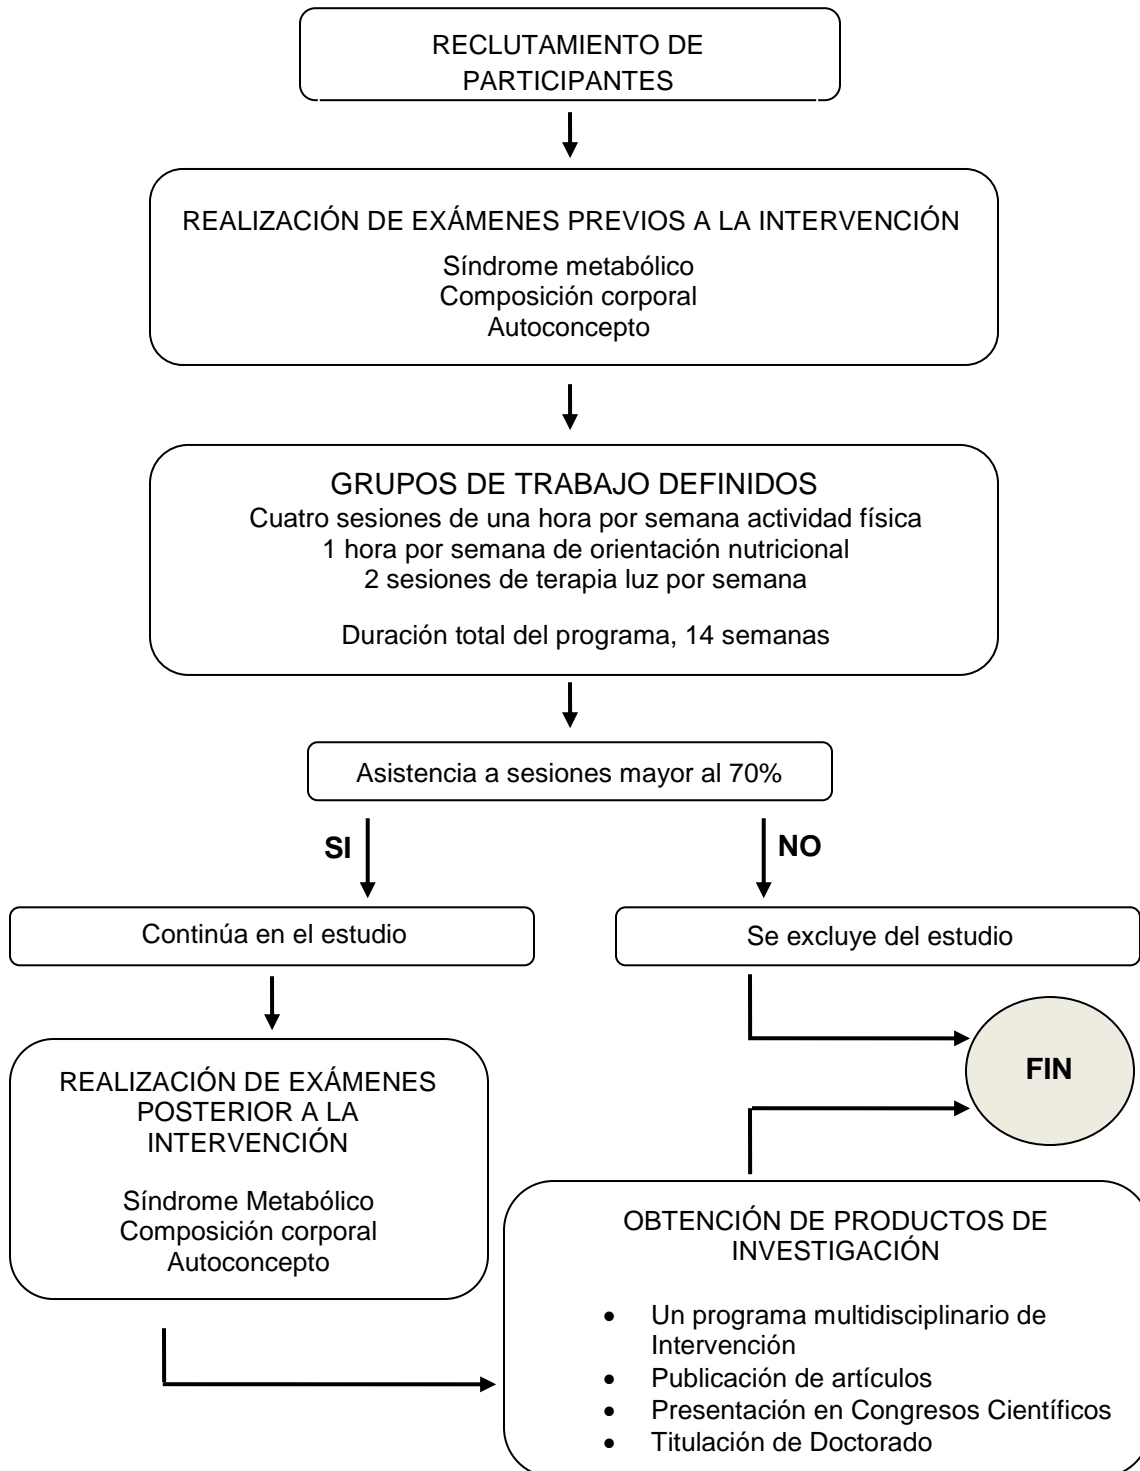 RECLUTAMIENTO DE
PARTICIPANTES
REALIZACIÓN DE EXÁMENES PREVIOS A LA INTERVENCIÓN
Síndrome metabólico
Composición corporal
Autoconcepto
GRUPOS DE TRABAJO DEFINIDOS
Cuatro sesiones de una hora por semana actividad física
1 hora por semana de orientación nutricional
2 sesiones de terapia luz por semana
Duración total del programa, 14 semanas
Asistencia a sesiones mayor al 70%
SI
NO
Continúa en el estudio
Se excluye del estudio
FIN
REALIZACIÓN DE EXÁMENES
POSTERIOR A LA
INTERVENCIÓN
Síndrome Metabólico
Composición corporal
Autoconcepto
OBTENCIÓN DE PRODUCTOS DE
INVESTIGACIÓN
• Un programa multidisciplinario de
Intervención
• Publicación de artículos
• Presentación en Congresos Científicos
• Titulación de Doctorado